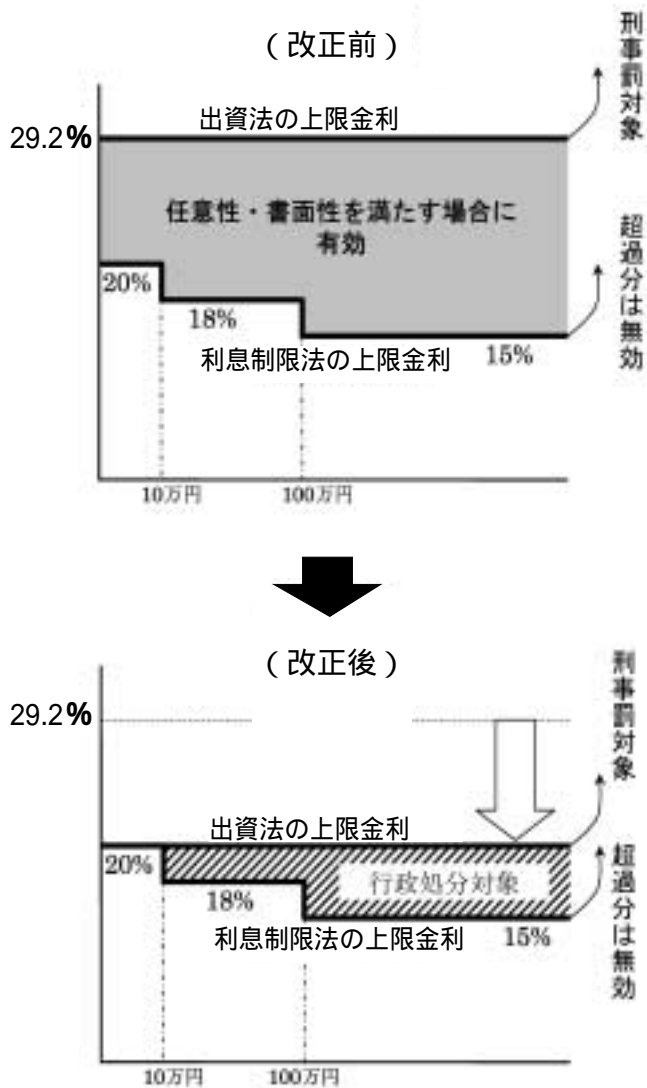 （改正前）
刑事罰対象
出資法の上限金利
29.2%
任意性・書面性を満たす場合に
有効
超過分は無効
20%
18%
利息制限法の上限金利
15%
10万円
100万円
（改正後）
刑事罰対象
29.2%
出資法の上限金利
20%
行政処分対象
超過分は無効
18%
利息制限法の上限金利
15%
10万円
100万円